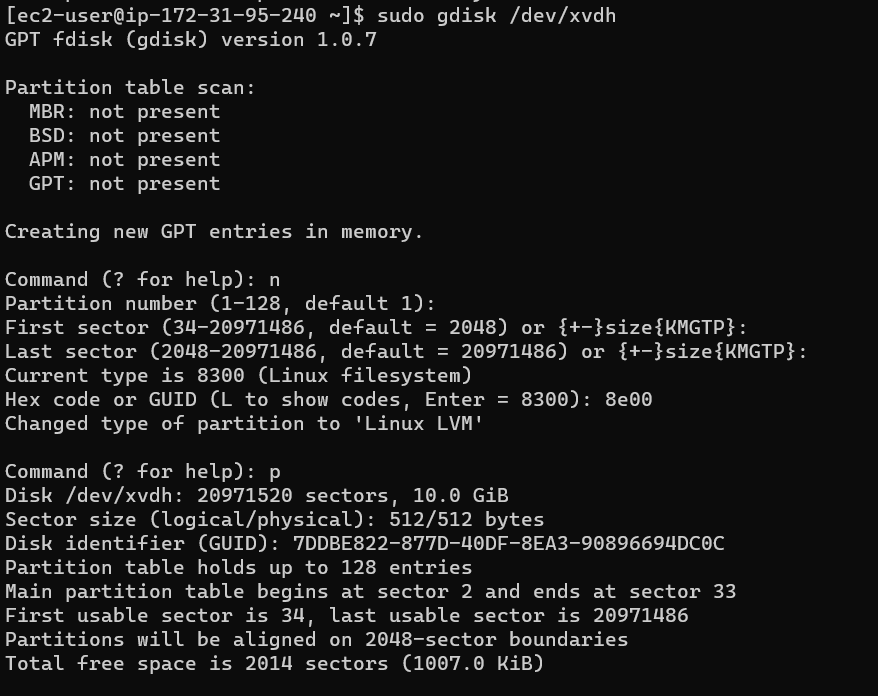 [ec2-user@ip-172-31-95-240 ~]$ sudo gdisk /dev/xvdh
GPT fdisk (gdisk) version 1.0.7

Partition table scan:
  MBR: not present
  BSD: not present
  APM: not present
  GPT: not present

Creating new GPT entries in memory.

Command (? for help): n
Partition number (1-128, default 1):
First sector (34-20971486, default = 2048) or {+-}size{KMGTP}:
Last sector (2048-20971486, default = 20971486) or {+-}size{KMGTP}:
Current type is 8300 (Linux filesystem)
Hex code or GUID (L to show codes, Enter = 8300): 8e00
Changed type of partition to 'Linux LVM'

Command (? for help): p
Disk /dev/xvdh: 20971520 sectors, 10.0 GiB
Sector size (logical/physical): 512/512 bytes
Disk identifier (GUID): 7DDBE822-877D-40DF-8EA3-90896694DC0C
Partition table holds up to 128 entries
Main partition table begins at sector 2 and ends at sector 33
First usable sector is 34, last usable sector is 20971486
Partitions will be aligned on 2048-sector boundaries
Total free space is 2014 sectors (1007.0 KiB)